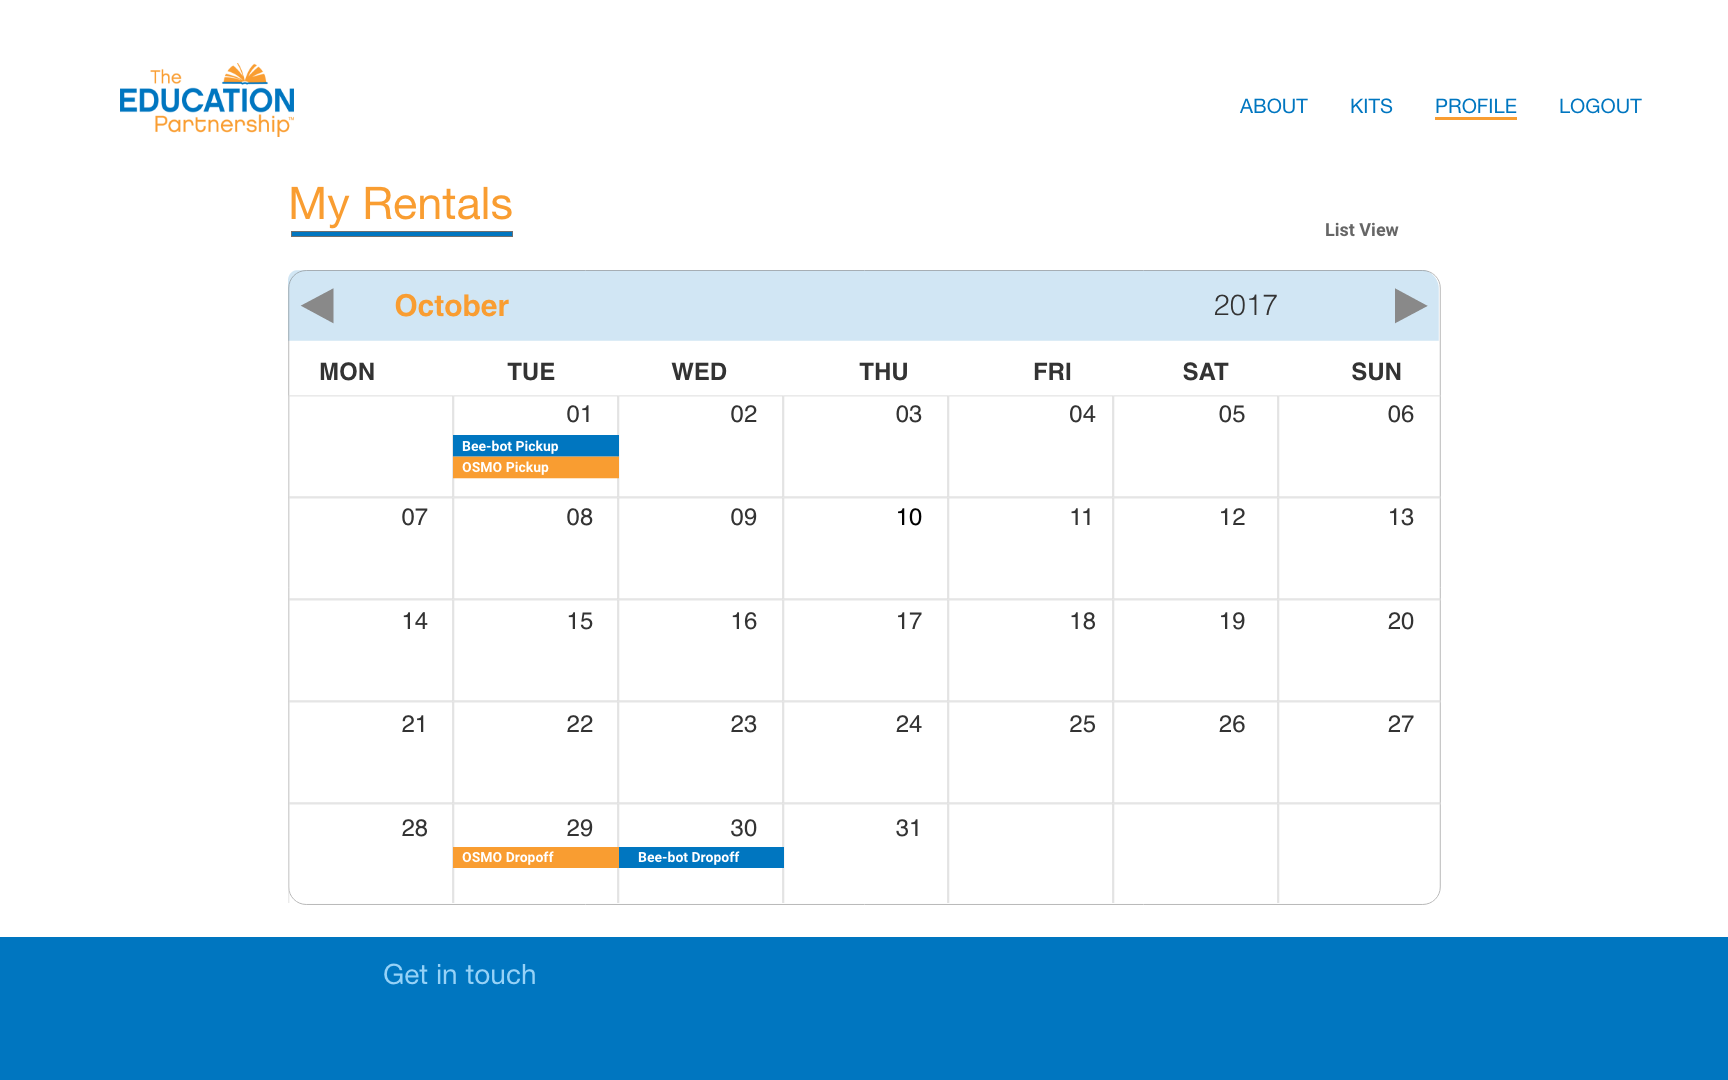 The
EDUCATION
Partnership™
ABOUT KITS PROFILE LOGOUT
My Rentals
List View
October 2017
MON TUE WED THU FRI SAT SUN
01 02 03 04 05 06
Bee-bot Pickup
OSMO Pickup
07 08 09 10 11 12 13
14 15 16 17 18 19 20
21 22 23 24 25 26 27
28 29 30 31
OSMO Dropoff Bee-bot Dropoff
Get in touch